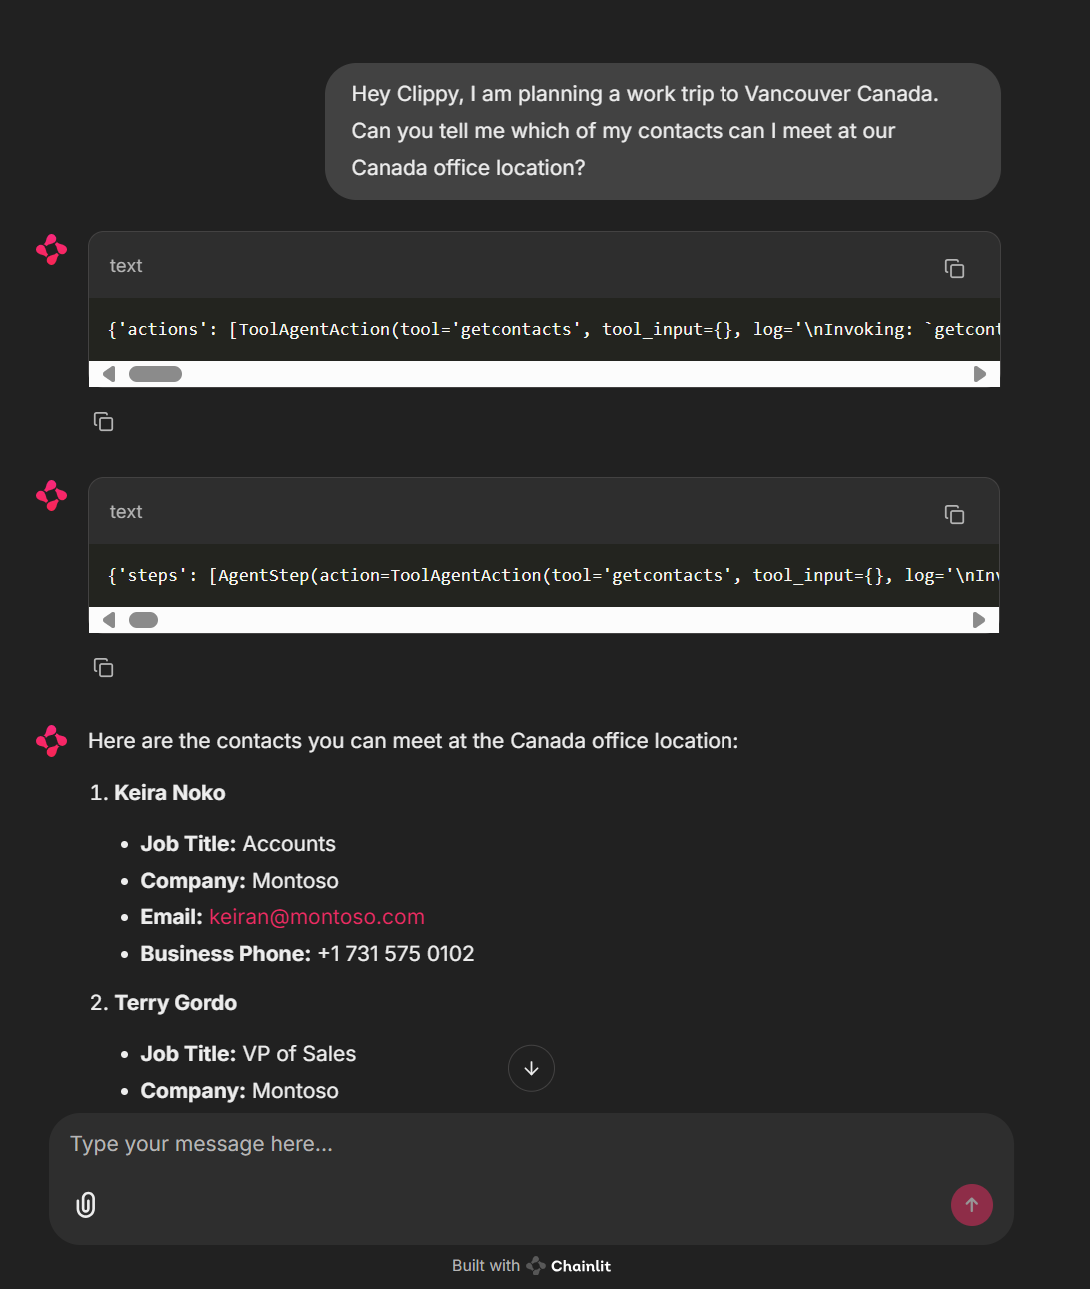 Hey Clippy, I am planning a work trip to Vancouver Canada.
Can you tell me which of my contacts can I meet at our
Canada office location?
text
{'actions': [ToolAgentAction(tool='getcontacts', tool_input={}, log='\nInvoking: `getcont
text
{'steps': [AgentStep(action=ToolAgentAction(tool='getcontacts', tool_input={}, log='\nInv
Here are the contacts you can meet at the Canada office location:
1. Keira Noko
• Job Title: Accounts
• Company: Montoso
• Email: keiran@montoso.com
• Business Phone: +1 731 575 0102
2. Terry Gordo
• Job Title: VP of Sales
• Company: Montoso
Type your message here...
Built with Chainlit